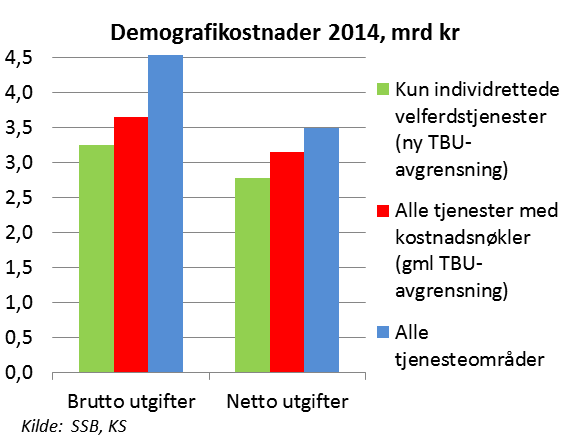 Demografikostnader 2014, mrd kr
4,5
4,0
3,5
3,0
2,5
2,0
1,5
1,0
0,5
0,0
Brutto utgifter
Netto utgifter
Kun individrettede
velferdstjenester
(ny TBU-
avgrensning)
Alle tjenester med
kostnadsnøkler
(gml TBU-
avgrensning)
Alle
tjenesteområder
Kilde: SSB, KS